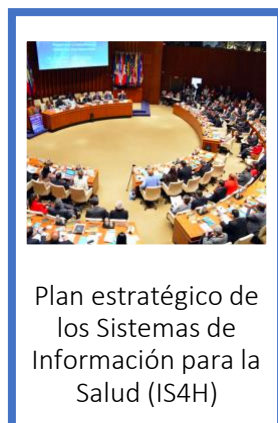 Plan estratégico de
los Sistemas de
Información para la
Salud (IS4H)